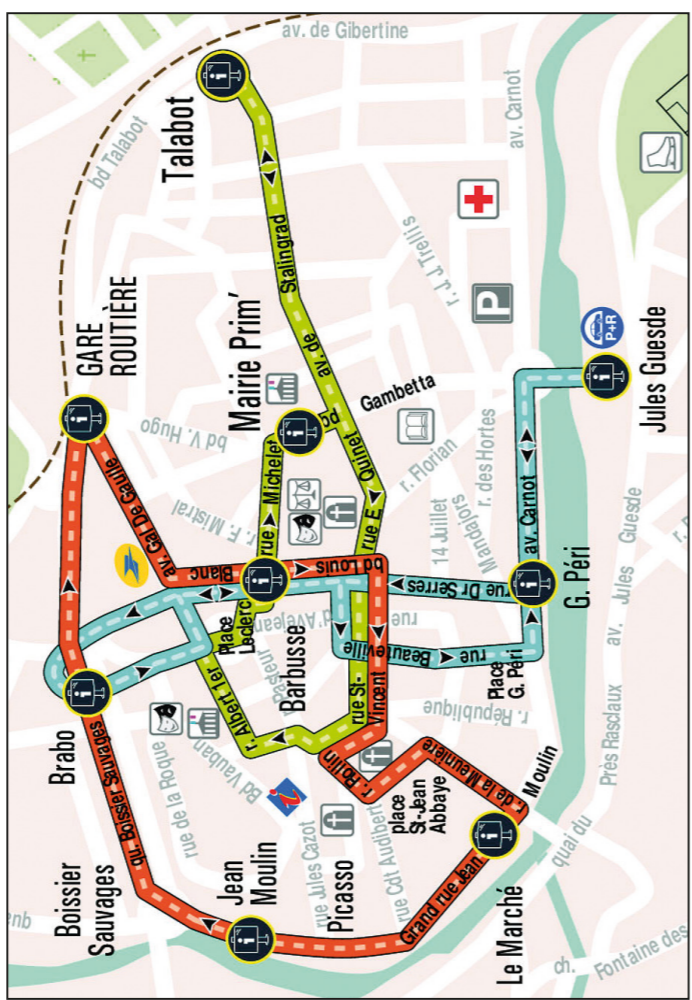 av. de Gibertine
bd Talabot
Talabot
av. Carnot
Stalingrad
av. de
r. J. J. Trellis
P
P+R
GARE
ROUTIÈRE
Mairie Prim'
bd
Gambetta
Jules Guesde
bd V. Hugo
av. Gal De Gaulle
rue Michelet
rue E Quinet
r. Florian
r. des Hortes
Mandajors
14 Juillet
av. Carnot
r. F. Mistral
Blanc
bd Louis
rue Dr Serres
G. Péri
Place
Leclerc
Barbusse
rue
d'Avéjean
r. Pasteur
rue
Beauteville
Place
G. Péri
av. Jules Guesde
Brabo
r. Albert 1er
rue St-
Vincent
r. République
Près Rasclaux
rue de la Roque
Bd Vauban
r. Rollin
place
St-Jean
Abbaye
r. de la Meunière
Moulin
quai du
qu. Boissier Sauvages
Boissier
Sauvages
Jean
Moulin
rue Jules Cazot
Picasso
rue Cdt Audibert
Grand rue Jean
Le Marché
ch.
Fontaine des